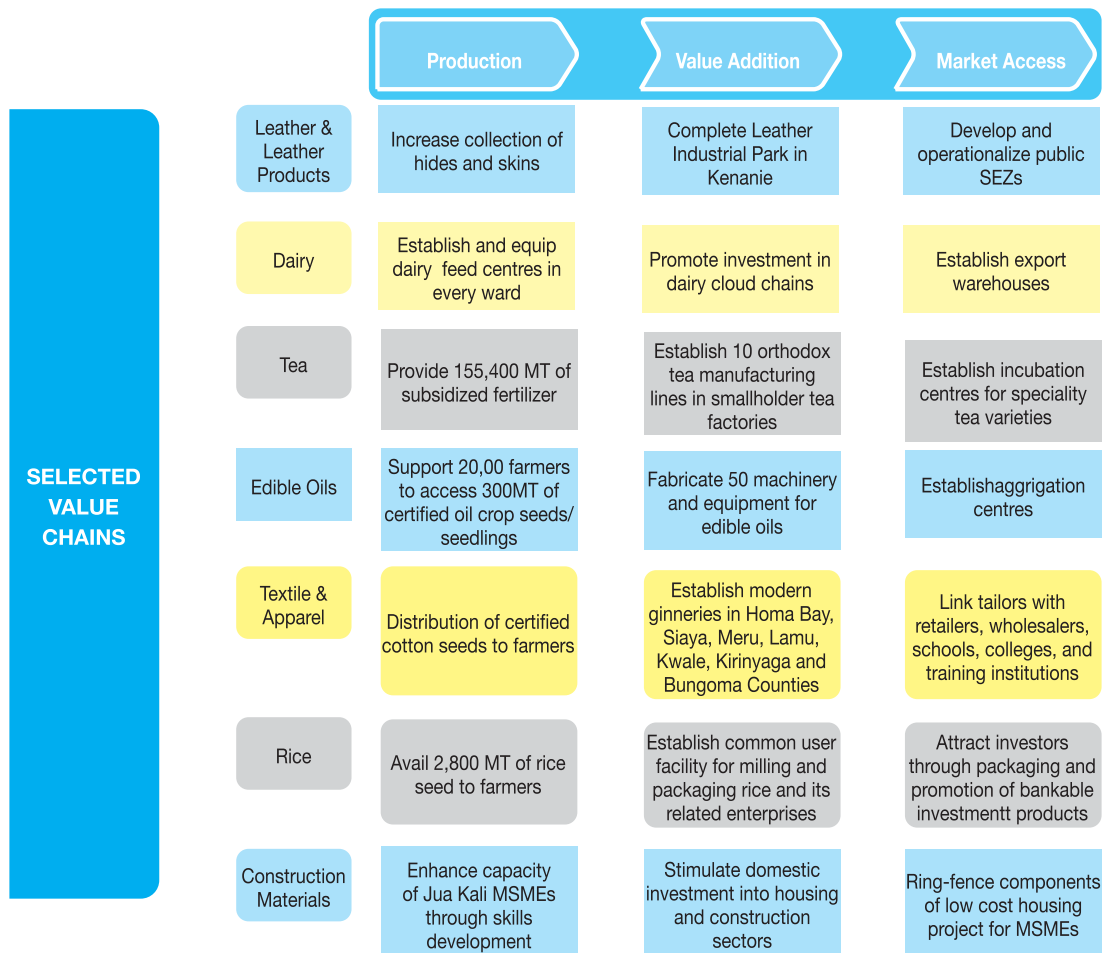 Production
Value Addition
Market Access
SELECTED
VALUE
CHAINS
Leather &
Leather
Products
Increase collection of
hides and skins
Complete Leather
Industrial Park in
Kenanie
Develop and
operationalize public
SEZs
Dairy
Establish and equip
dairy feed centres in
every ward
Promote investment in
dairy cloud chains
Establish export
warehouses
Tea
Provide 155,400 MT of
subsidized fertilizer
Establish 10 orthodox
tea manufacturing
lines in smallholder tea
factories
Establish incubation
centres for speciality
tea varieties
Edible Oils
Support 20,00 farmers
to access 300MT of
certified oil crop seeds/
seedlings
Fabricate 50 machinery
and equipment for
edible oils
Establishaggrigation
centres
Textile &
Apparel
Distribution of certified
cotton seeds to farmers
Establish modern
ginneries in Homa Bay,
Siaya, Meru, Lamu,
Kwale, Kirinyaga and
Bungoma Counties
Link tailors with
retailers, wholesalers,
schools, colleges, and
training institutions
Rice
Avail 2,800 MT of rice
seed to farmers
Establish common user
facility for milling and
packaging rice and its
related enterprises
Attract investors
through packaging and
promotion of bankable
investmentt products
Construction
Materials
Enhance capacity
of Jua Kali MSMEs
through skills
development
Stimulate domestic
investment into housing
and construction
sectors
Ring-fence components
of low cost housing
project for MSMEs